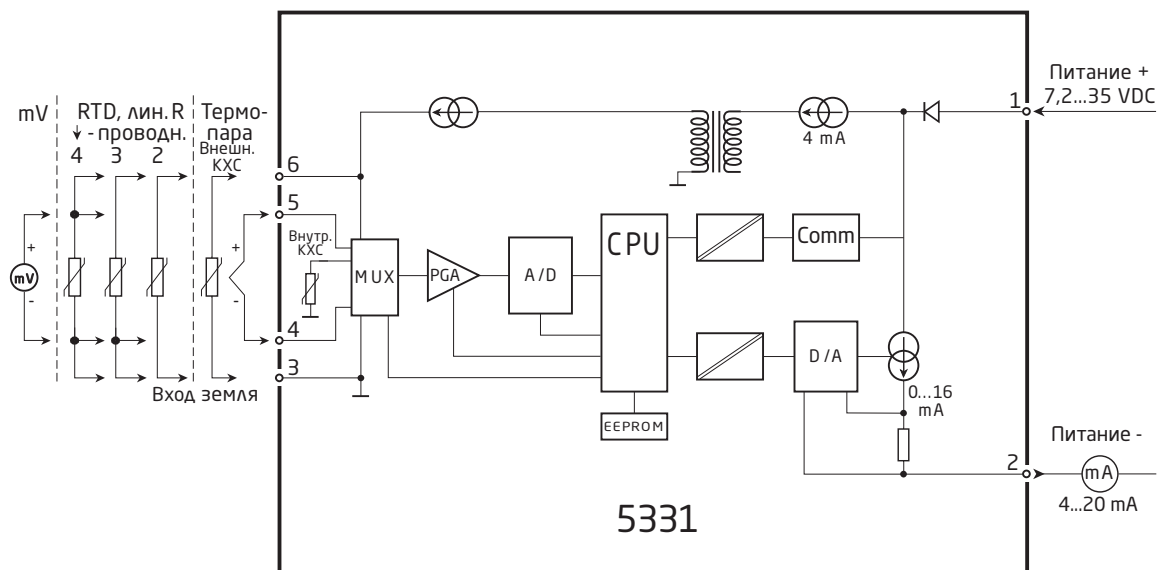 mV
RTD, лин. R
↓ - проводн.
4 3 2
Термо-
пара
Внешн.
КХС
6
5
4
3
+
-
mV
+
-
Вход земля
Внутр.
КХС
MUX
PGA
A/D
CPU
EEPROM
Comm
D/A
4 mA
0...16
mA
1
2
Питание +
7,2...35 VDC
Питание -
mA
4...20 mA
5331